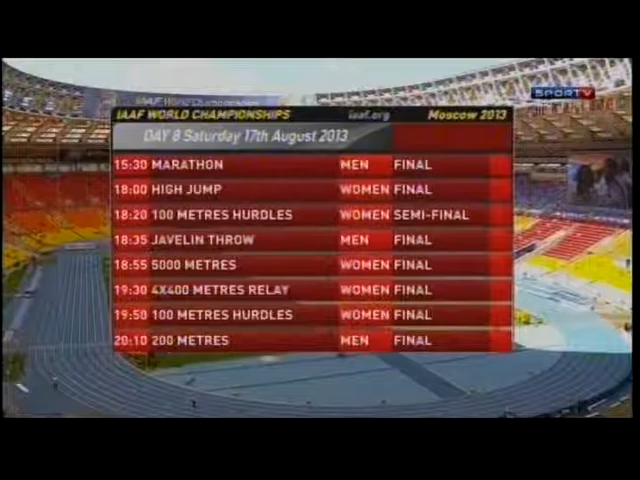 SPORTV
IAAF WORLD CHAMPIONSHIPS iaaf.org Moscow 2013
DAY 8 Saturday 17th August 2013
15:30 MARATHON MEN FINAL
18:00 HIGH JUMP WOMEN FINAL
18:20 100 METRES HURDLES WOMEN SEMI-FINAL
18:35 JAVELIN THROW MEN FINAL
18:55 5000 METRES WOMEN FINAL
19:30 4X400 METRES RELAY WOMEN FINAL
19:50 100 METRES HURDLES WOMEN FINAL
20:10 200 METRES MEN FINAL